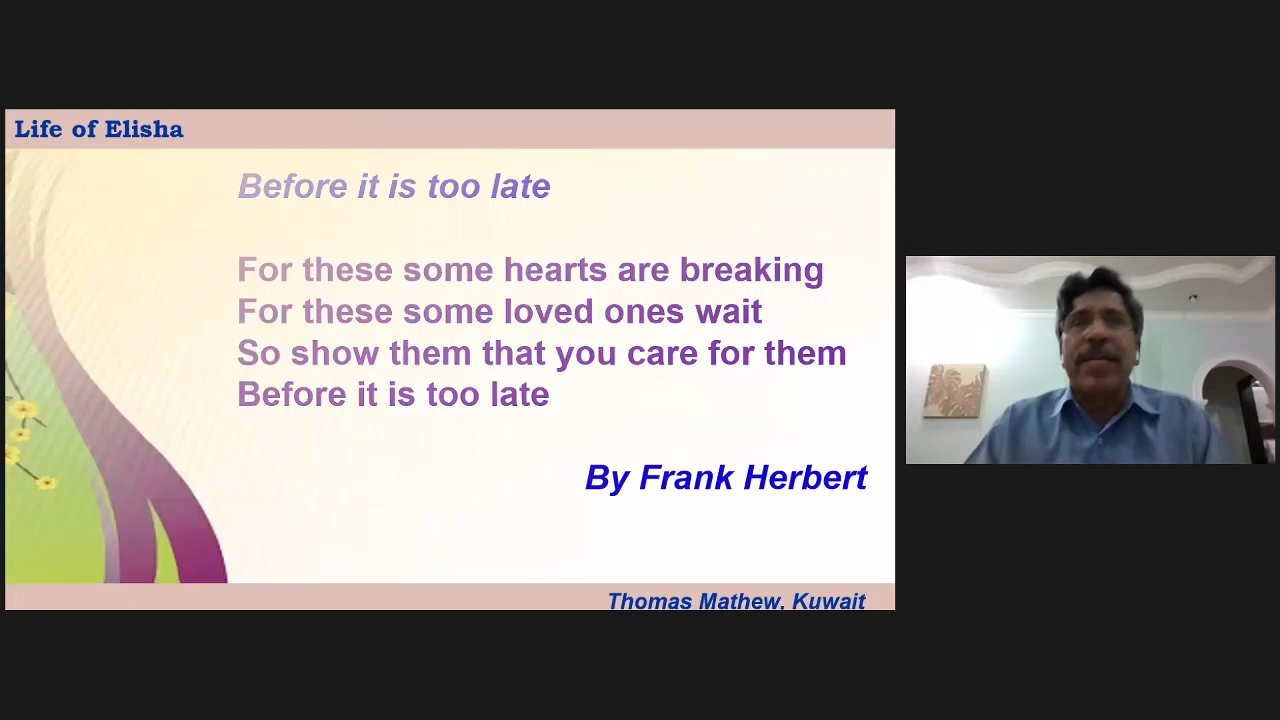 Life of Elisha
Before it is too late
For these some hearts are breaking
For these some loved ones wait
So show them that you care for them
Before it is too late
By Frank Herbert
Thomas Mathew, Kuwait